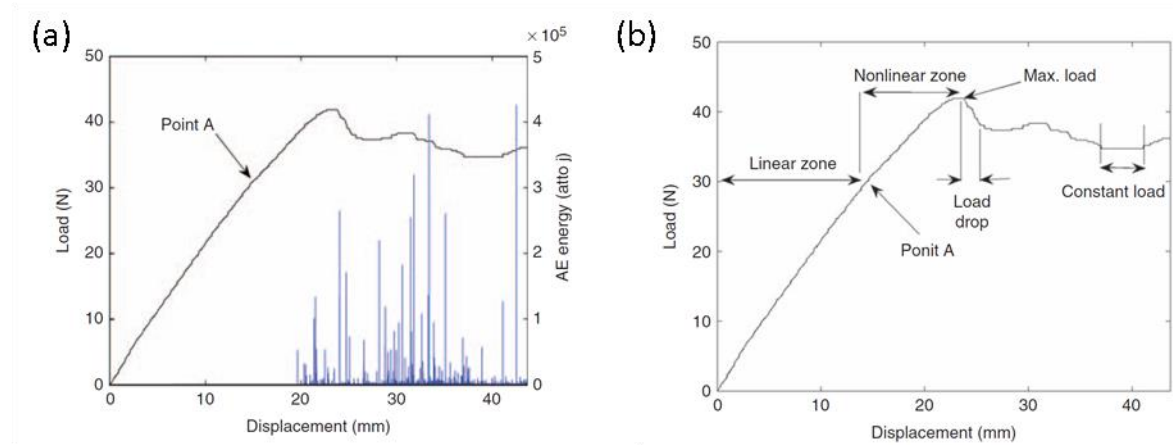 (a)
× 10⁵
50
40
30
20
10
0
Load (N)
Point A
5
4
3
2
1
0
AE energy (atto j)
0 10 20 30 40
Displacement (mm)
(b)
50
40
30
20
10
0
Load (N)
Nonlinear zone
Max. load
Linear zone
Load
drop
Constant load
Ponit A
0 10 20 30 40
Displacement (mm)